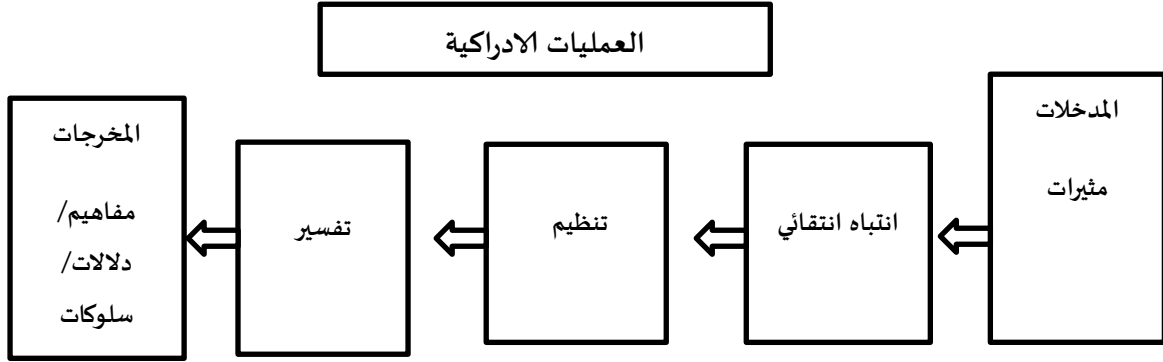 العمليات الادراكية
المدخلات
مثيرات
انتباه انتقائي
تنظيم
تفسير
المخرجات
مفاهيم/
دلالات/
سلوكات